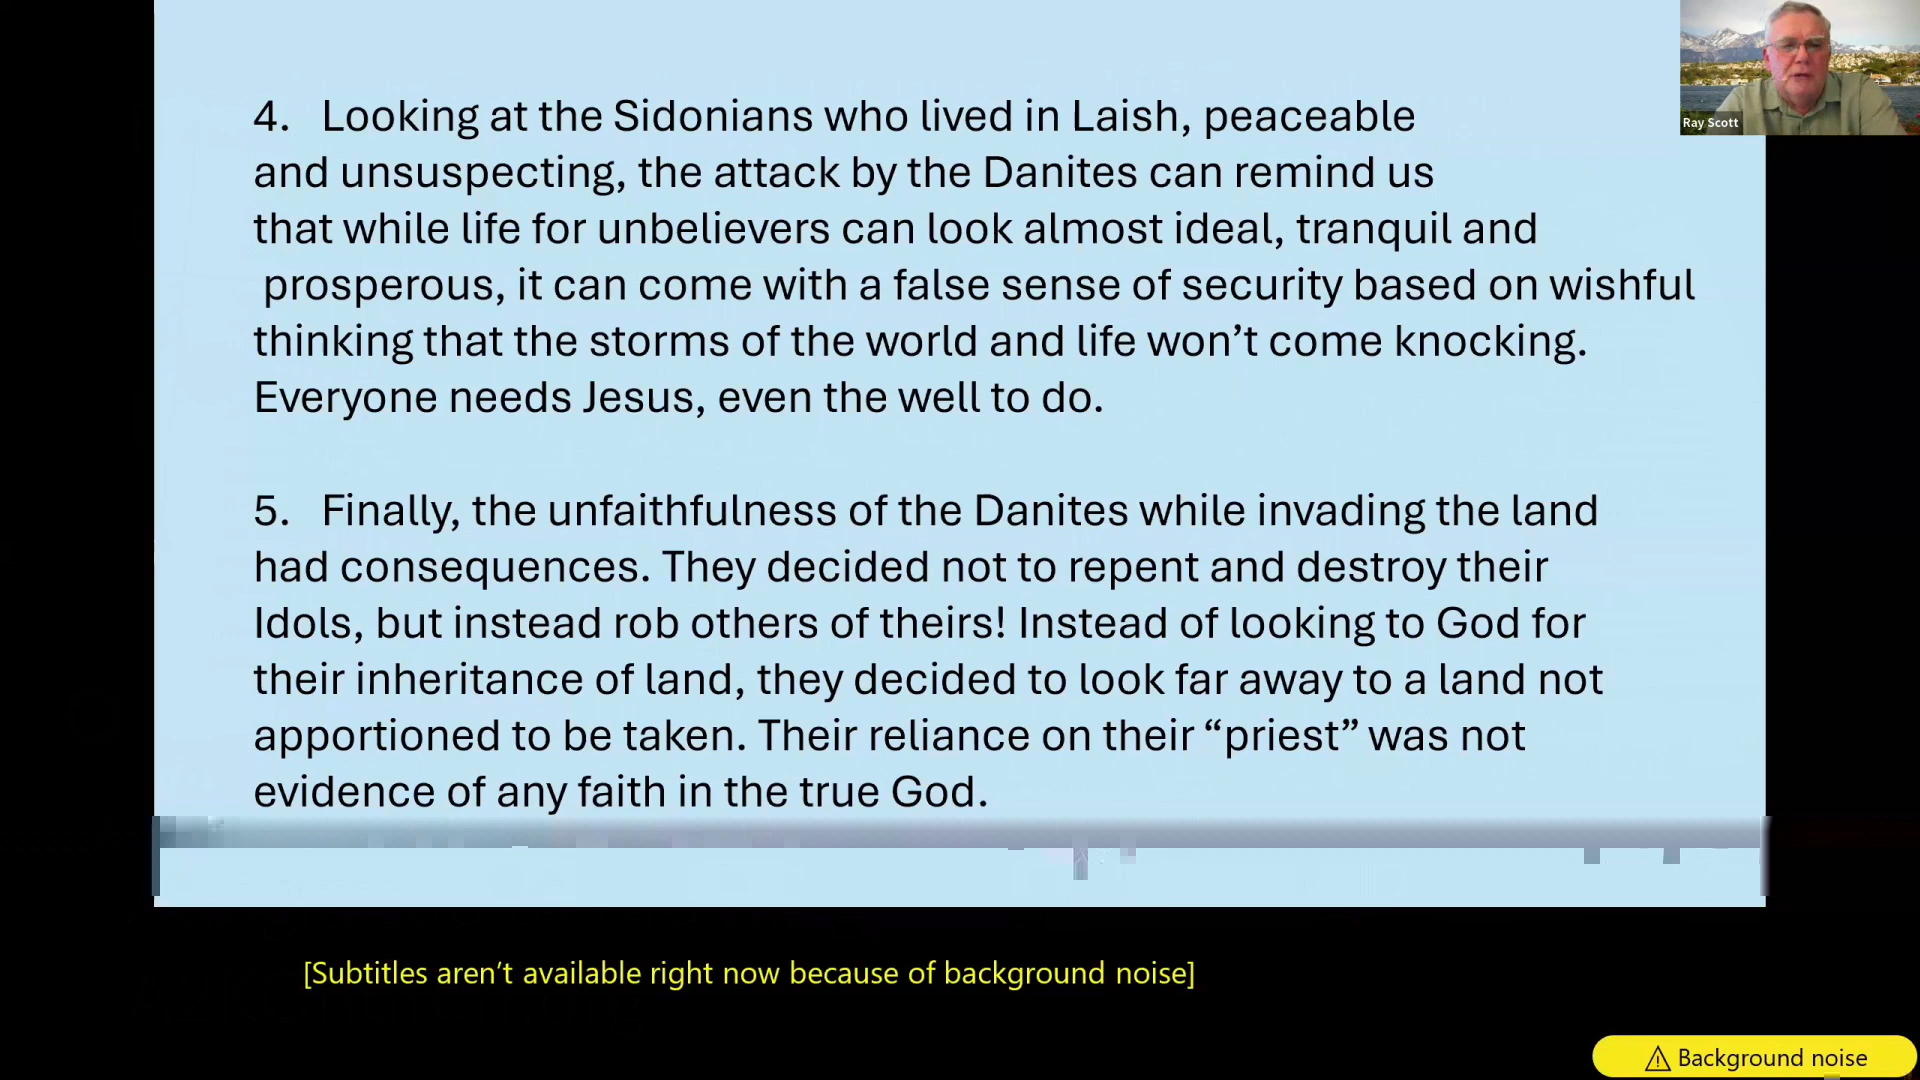 Ray Scott
4. Looking at the Sidonians who lived in Laish, peaceable
and unsuspecting, the attack by the Danites can remind us
that while life for unbelievers can look almost ideal, tranquil and
prosperous, it can come with a false sense of security based on wishful
thinking that the storms of the world and life won’t come knocking.
Everyone needs Jesus, even the well to do.
5. Finally, the unfaithfulness of the Danites while invading the land
had consequences. They decided not to repent and destroy their
Idols, but instead rob others of theirs! Instead of looking to God for
their inheritance of land, they decided to look far away to a land not
apportioned to be taken. Their reliance on their “priest” was not
evidence of any faith in the true God.
[Subtitles aren’t available right now because of background noise]
Background noise